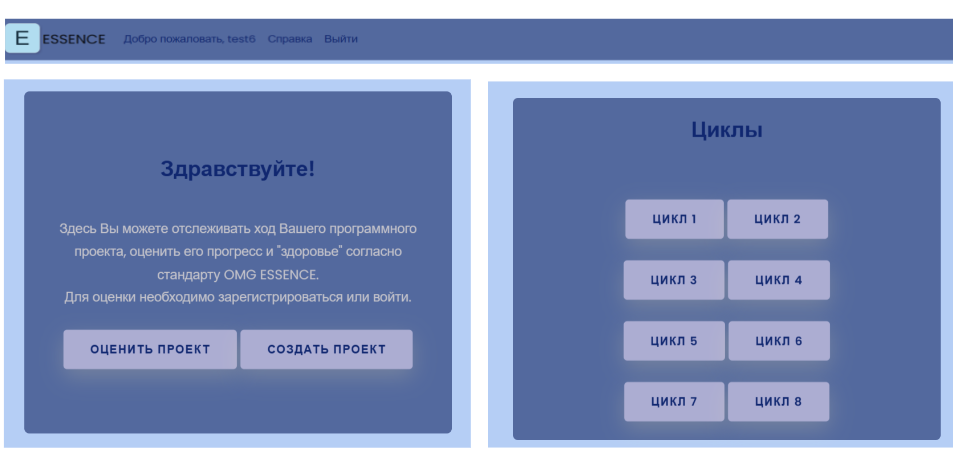 E ESSENCE Добро пожаловать, test6 Справка Выйти
Здравствуйте!
Здесь Вы можете отслеживать ход Вашего программного
проекта, оценить его прогресс и "здоровье" согласно
стандарту OMG ESSENCE.
Для оценки необходимо зарегистрироваться или войти.
ОЦЕНИТЬ ПРОЕКТ СОЗДАТЬ ПРОЕКТ
Циклы
ЦИКЛ 1 ЦИКЛ 2
ЦИКЛ 3 ЦИКЛ 4
ЦИКЛ 5 ЦИКЛ 6
ЦИКЛ 7 ЦИКЛ 8